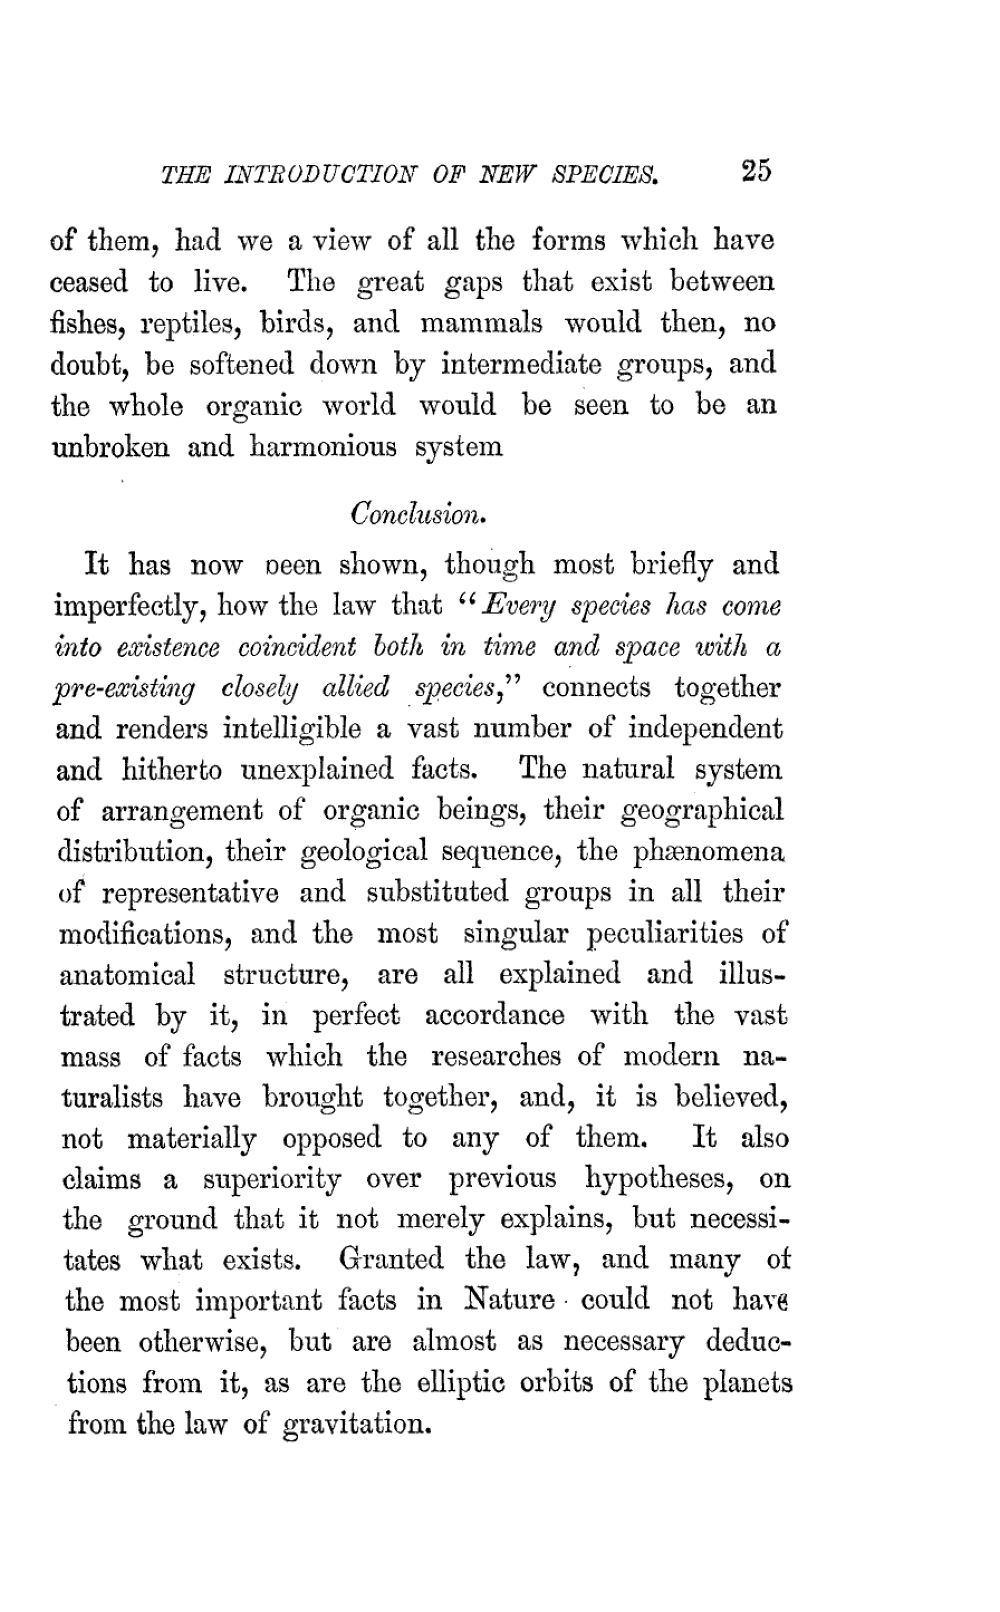 THE INTRODUCTION OF NEW SPECIES. 25
of them, had we a view of all the forms which have
ceased to live. The great gaps that exist between
fishes, reptiles, birds, and mammals would then, no
doubt, be softened down by intermediate groups, and
the whole organic world would be seen to be an
unbroken and harmonious system
Conclusion.
It has now been shown, though most briefly and
imperfectly, how the law that “Every species has come
into existence coincident both in time and space with a
pre-existing closely allied species,” connects together
and renders intelligible a vast number of independent
and hitherto unexplained facts. The natural system
of arrangement of organic beings, their geographical
distribution, their geological sequence, the phænomena
of representative and substituted groups in all their
modifications, and the most singular peculiarities of
anatomical structure, are all explained and illus-
trated by it, in perfect accordance with the vast
mass of facts which the researches of modern na-
turalists have brought together, and, it is believed,
not materially opposed to any of them. It also
claims a superiority over previous hypotheses, on
the ground that it not merely explains, but necessi-
tates what exists. Granted the law, and many of
the most important facts in Nature could not have
been otherwise, but are almost as necessary deduc-
tions from it, as are the elliptic orbits of the planets
from the law of gravitation.